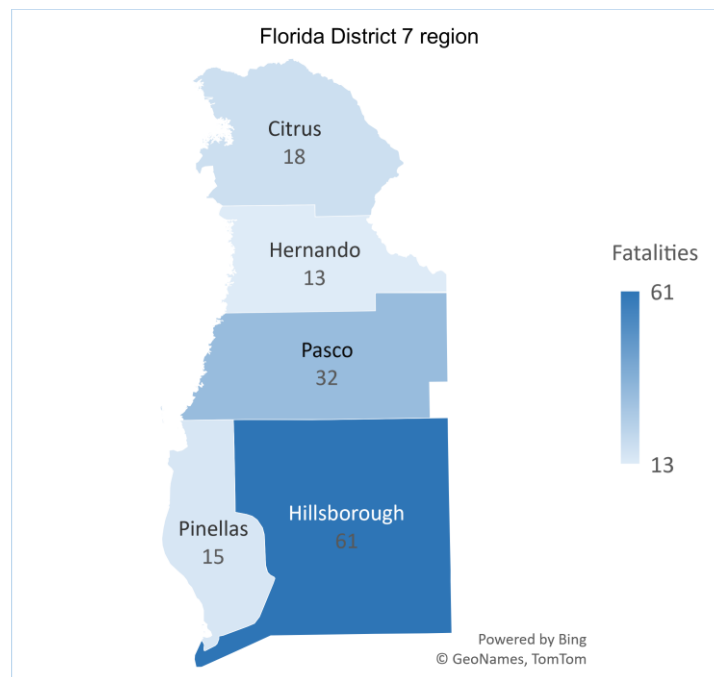 Florida District 7 region
Citrus
18
Hernando
13
Fatalities
61
13
Pasco
32
Hillsborough
61
Pinellas
15
Powered by Bing
© GeoNames, TomTom